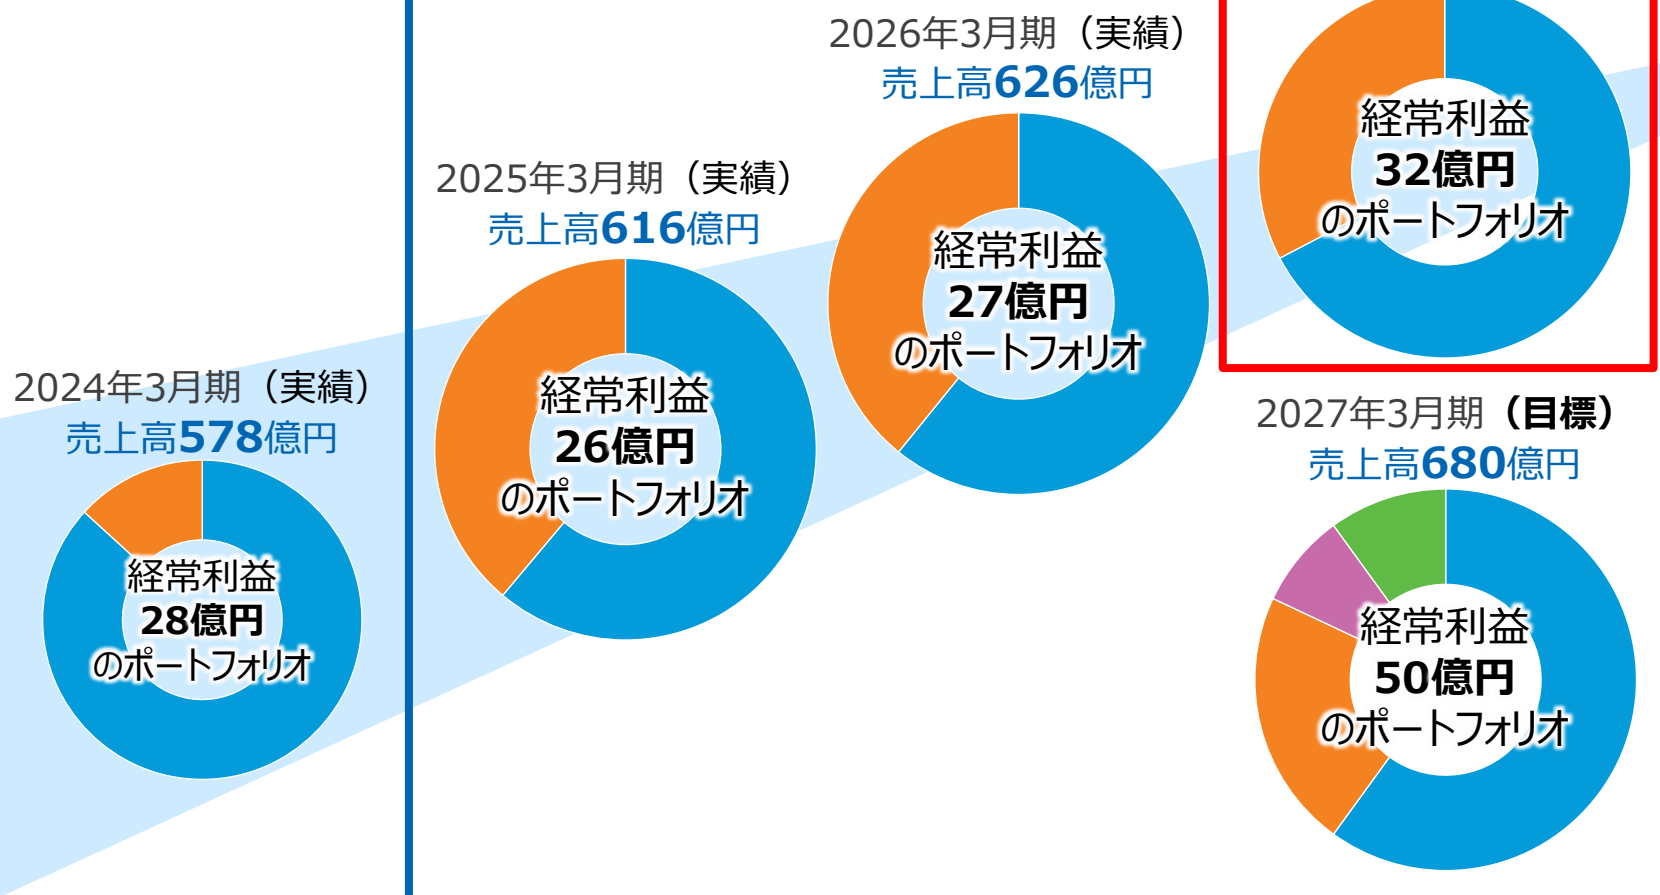 2024年3月期（実績）
売上高578億円
経常利益
28億円
のポートフォリオ
2025年3月期（実績）
売上高616億円
経常利益
26億円
のポートフォリオ
2026年3月期（実績）
売上高626億円
経常利益
27億円
のポートフォリオ
経常利益
32億円
のポートフォリオ
2027年3月期（目標）
売上高680億円
経常利益
50億円
のポートフォリオ